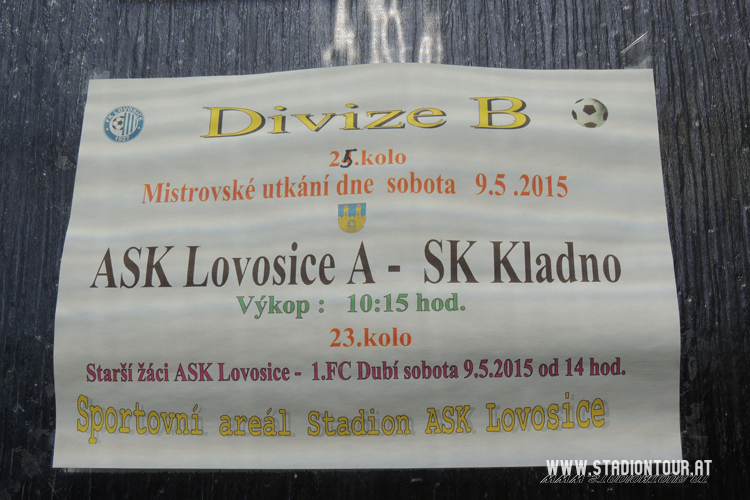 Divize B
25.kolo
Mistrovské utkání dne sobota 9.5 .2015
ASK Lovosice A - SK Kladno
Výkop : 10:15 hod.
23.kolo
Starší žáci ASK Lovosice - 1.FC Dubí sobota 9.5.2015 od 14 hod.
Sportovní areál Stadion ASK Lovosice
WWW.STADIONTOUR.AT